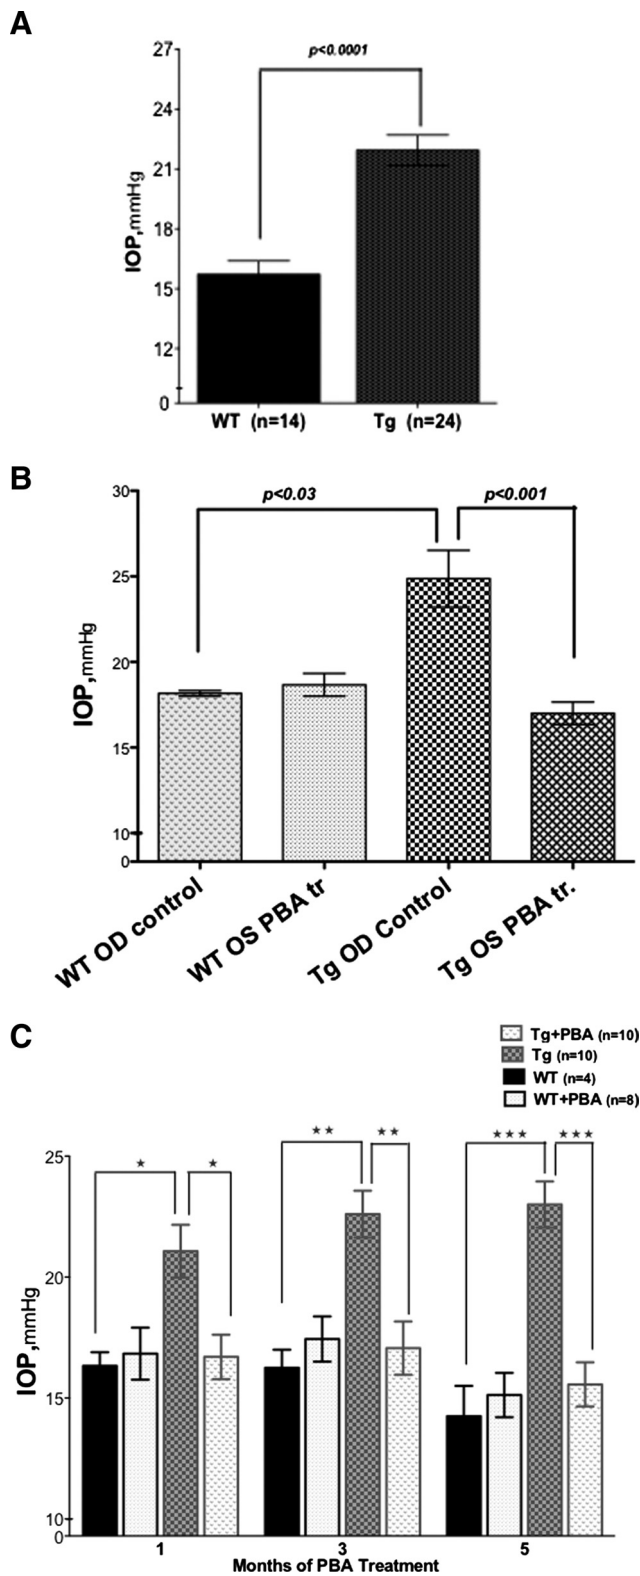 A
p<0.0001
27
24
21
18
15
12
0
IOP,mmHg
WT (n=14)
Tg (n=24)
B
p<0.03
p<0.001
30
25
20
15
10
0
IOP,mmHg
WT OD control
WT OS PBA tr
Tg OD Control
Tg OS PBA tr.
C
Tg+PBA (n=10)
Tg (n=10)
WT (n=4)
WT+PBA (n=8)
25
20
15
10
0
IOP,mmHg
★ ★ ★★ ★★ ★★★ ★★★
1 3 5
Months of PBA Treatment